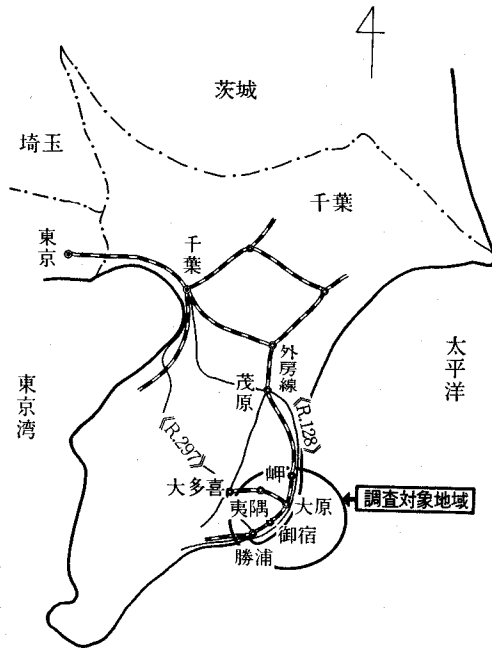 茨城
埼玉
千葉
東京
千葉
外房線
太平洋
茂原
東京湾
《R.297》
《R.128》
岬
大多喜
調査対象地域
夷隅
大原
御宿
勝浦